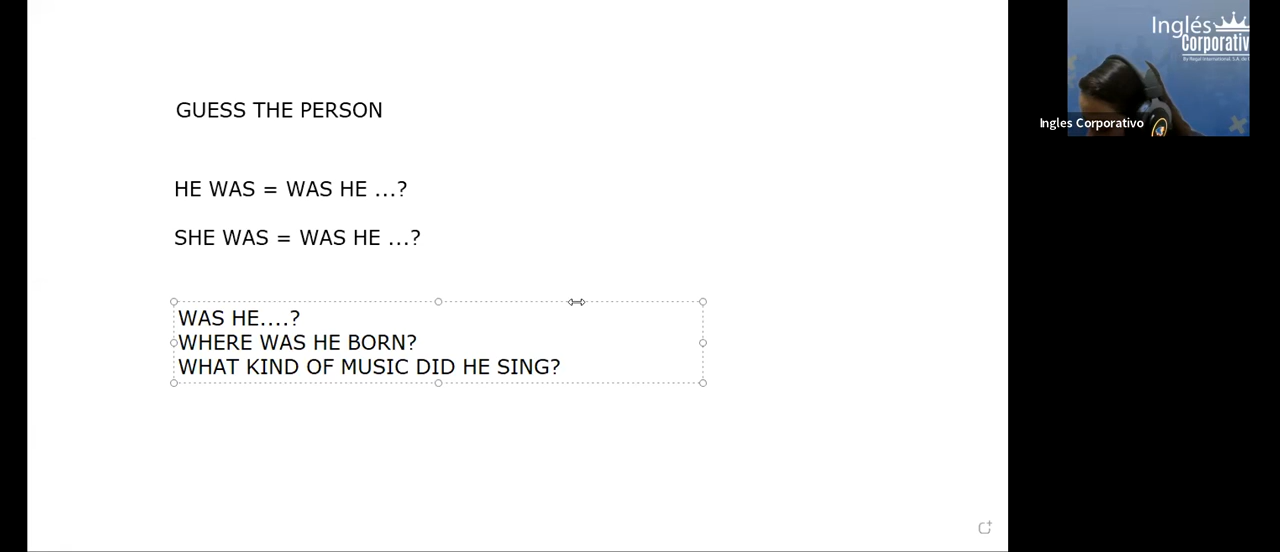 GUESS THE PERSON
HE WAS = WAS HE ...?
SHE WAS = WAS HE ...?
WAS HE....?
WHERE WAS HE BORN?
WHAT KIND OF MUSIC DID HE SING?
Inglés
Corporativ
Ingles Corporativo